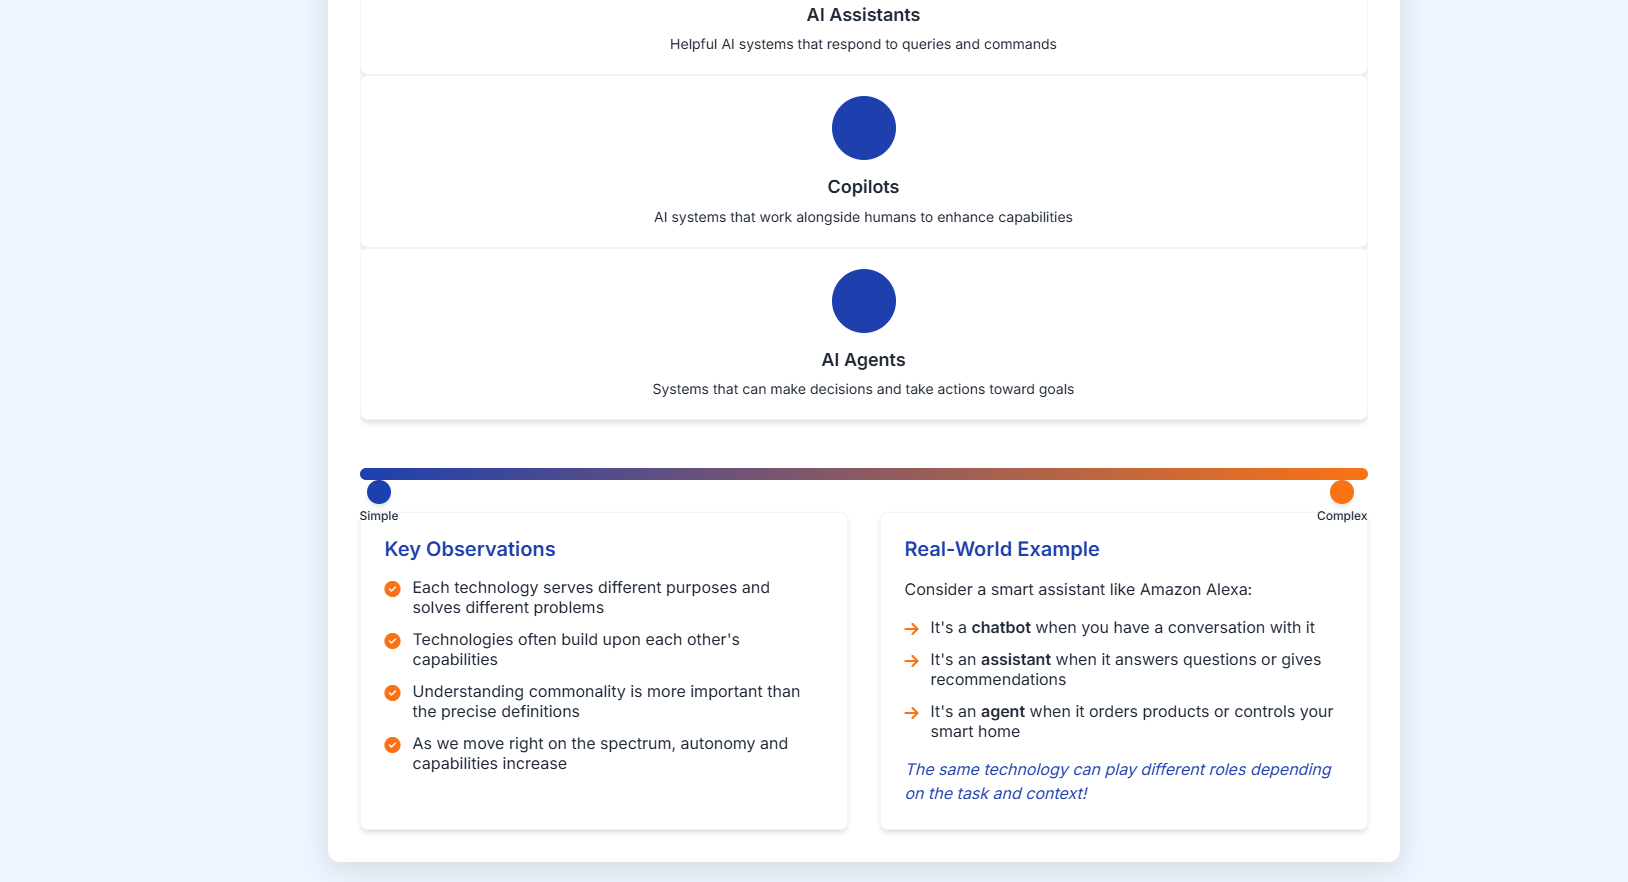 AI Assistants
Helpful AI systems that respond to queries and commands
Copilots
AI systems that work alongside humans to enhance capabilities
AI Agents
Systems that can make decisions and take actions toward goals
Simple
Complex
Key Observations
Each technology serves different purposes and
solves different problems
Technologies often build upon each other's
capabilities
Understanding commonality is more important than
the precise definitions
As we move right on the spectrum, autonomy and
capabilities increase
Real-World Example
Consider a smart assistant like Amazon Alexa:
It's a chatbot when you have a conversation with it
It's an assistant when it answers questions or gives
recommendations
It's an agent when it orders products or controls your
smart home
The same technology can play different roles depending
on the task and context!